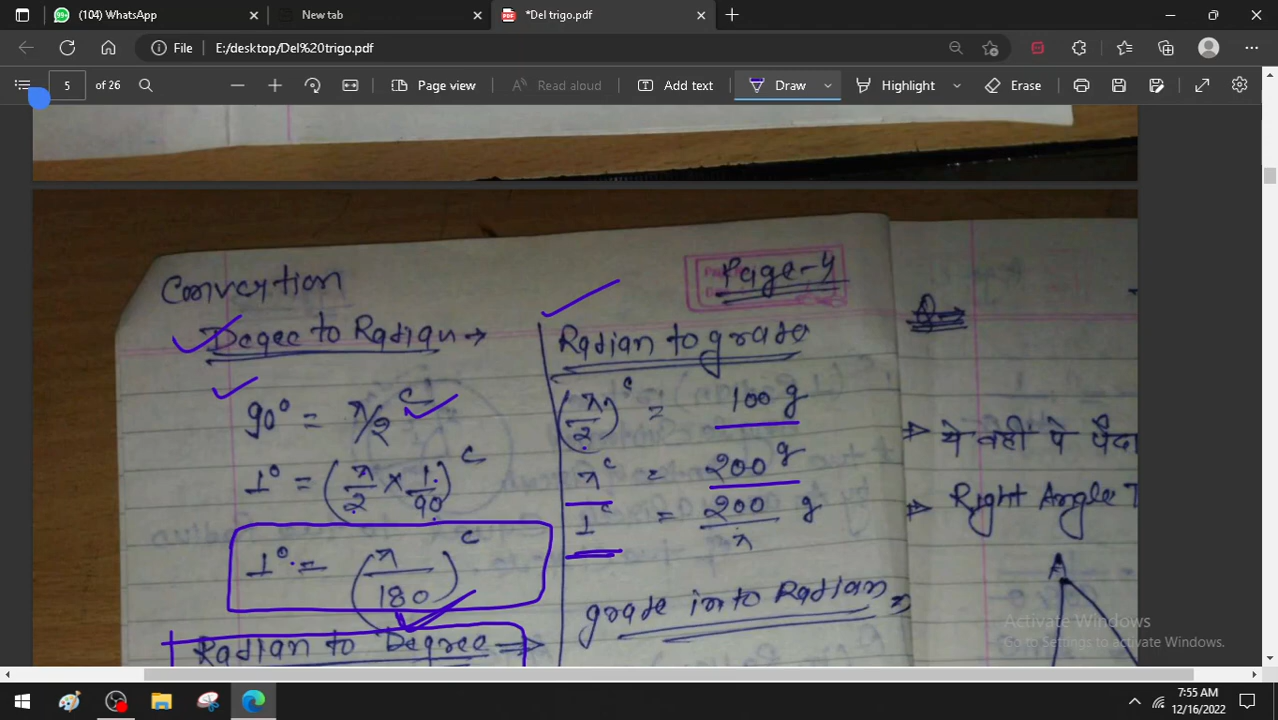 (104) WhatsApp
New tab
*Del trigo.pdf
File
E:/desktop/Del%20trigo.pdf
5 of 26
Page view
Read aloud
Add text
Draw
Highlight
Erase
Convertion
Page-4
Degee to Radian →
90° = π/2 c
1° = (π/2 × 1/90)c
1° = (π/180)c
Radian to Degree ⇒
Radian to grade
(π/2)c = 100 g
πc = 200 g
1c = 200/π g
grade into Radian ⇒
Q→
⇒ ये वहीं पे पैदा
⇒ Right Angle T
A
Activate Windows
Go to Settings to activate Windows.
7:55 AM
12/16/2022